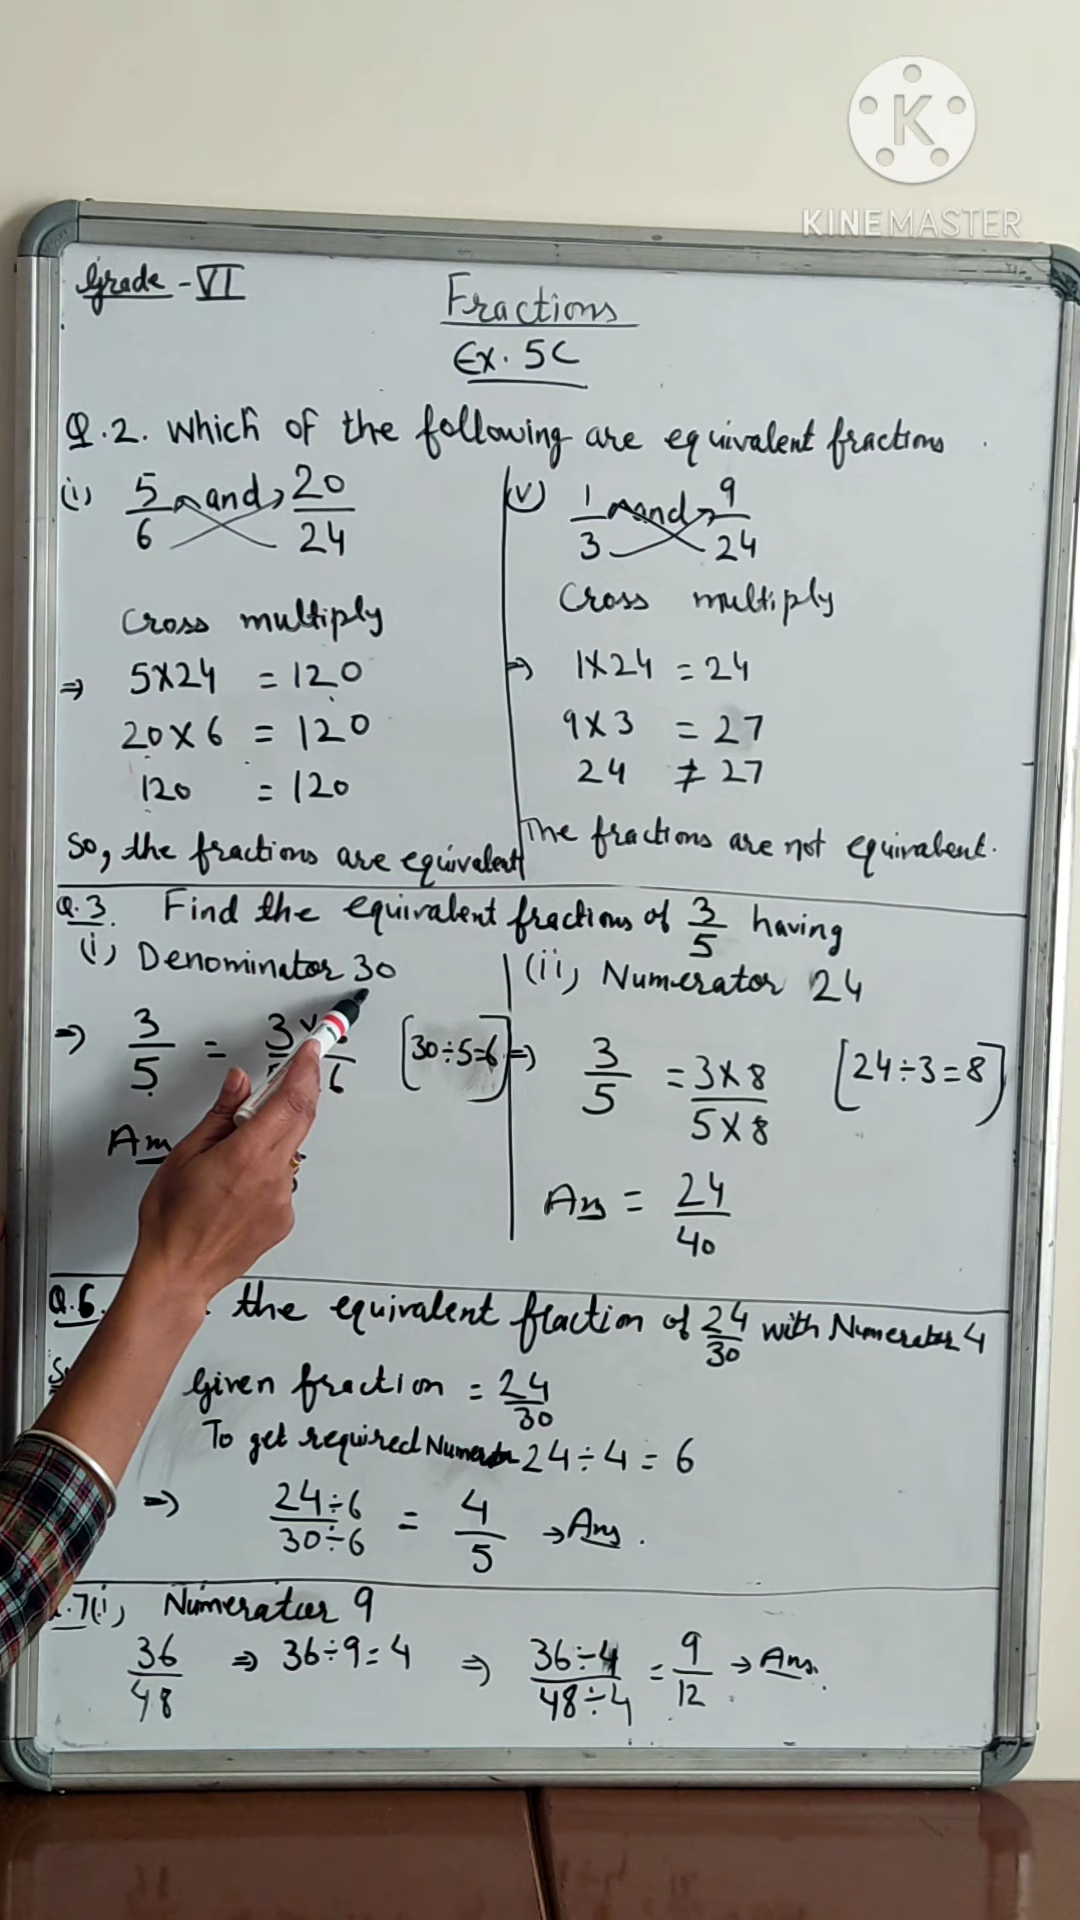 K
KINEMASTER
Grade - VI
Fractions
Ex. 5C
Q.2. Which of the following are equivalent fractions
(i) 5/6 and 20/24
Cross multiply
⇒ 5×24 = 120
20×6 = 120
120 = 120
So, the fractions are equivalent
(v) 1/3 and 9/24
Cross multiply
⇒ 1×24 = 24
9×3 = 27
24 ≠ 27
The fractions are not equivalent.
Q.3 Find the equivalent fractions of 3/5 having
(i) Denominator 30
⇒ 3/5 = [30÷5=6]
(ii) Numerator 24
⇒ 3/5 = 3×8/5×8 [24÷3=8]
Ans = 24/40
Q.6. the equivalent fraction of 24/30 with Numerator 4
Given fraction = 24/30
To get required 24÷4 = 6
⇒ 24÷6/30÷6 = 4/5 → Ans.
.7(i) Numerator 9
36/48 ⇒ 36÷9=4 ⇒ 36÷4/48÷4 = 9/12 → Ans.